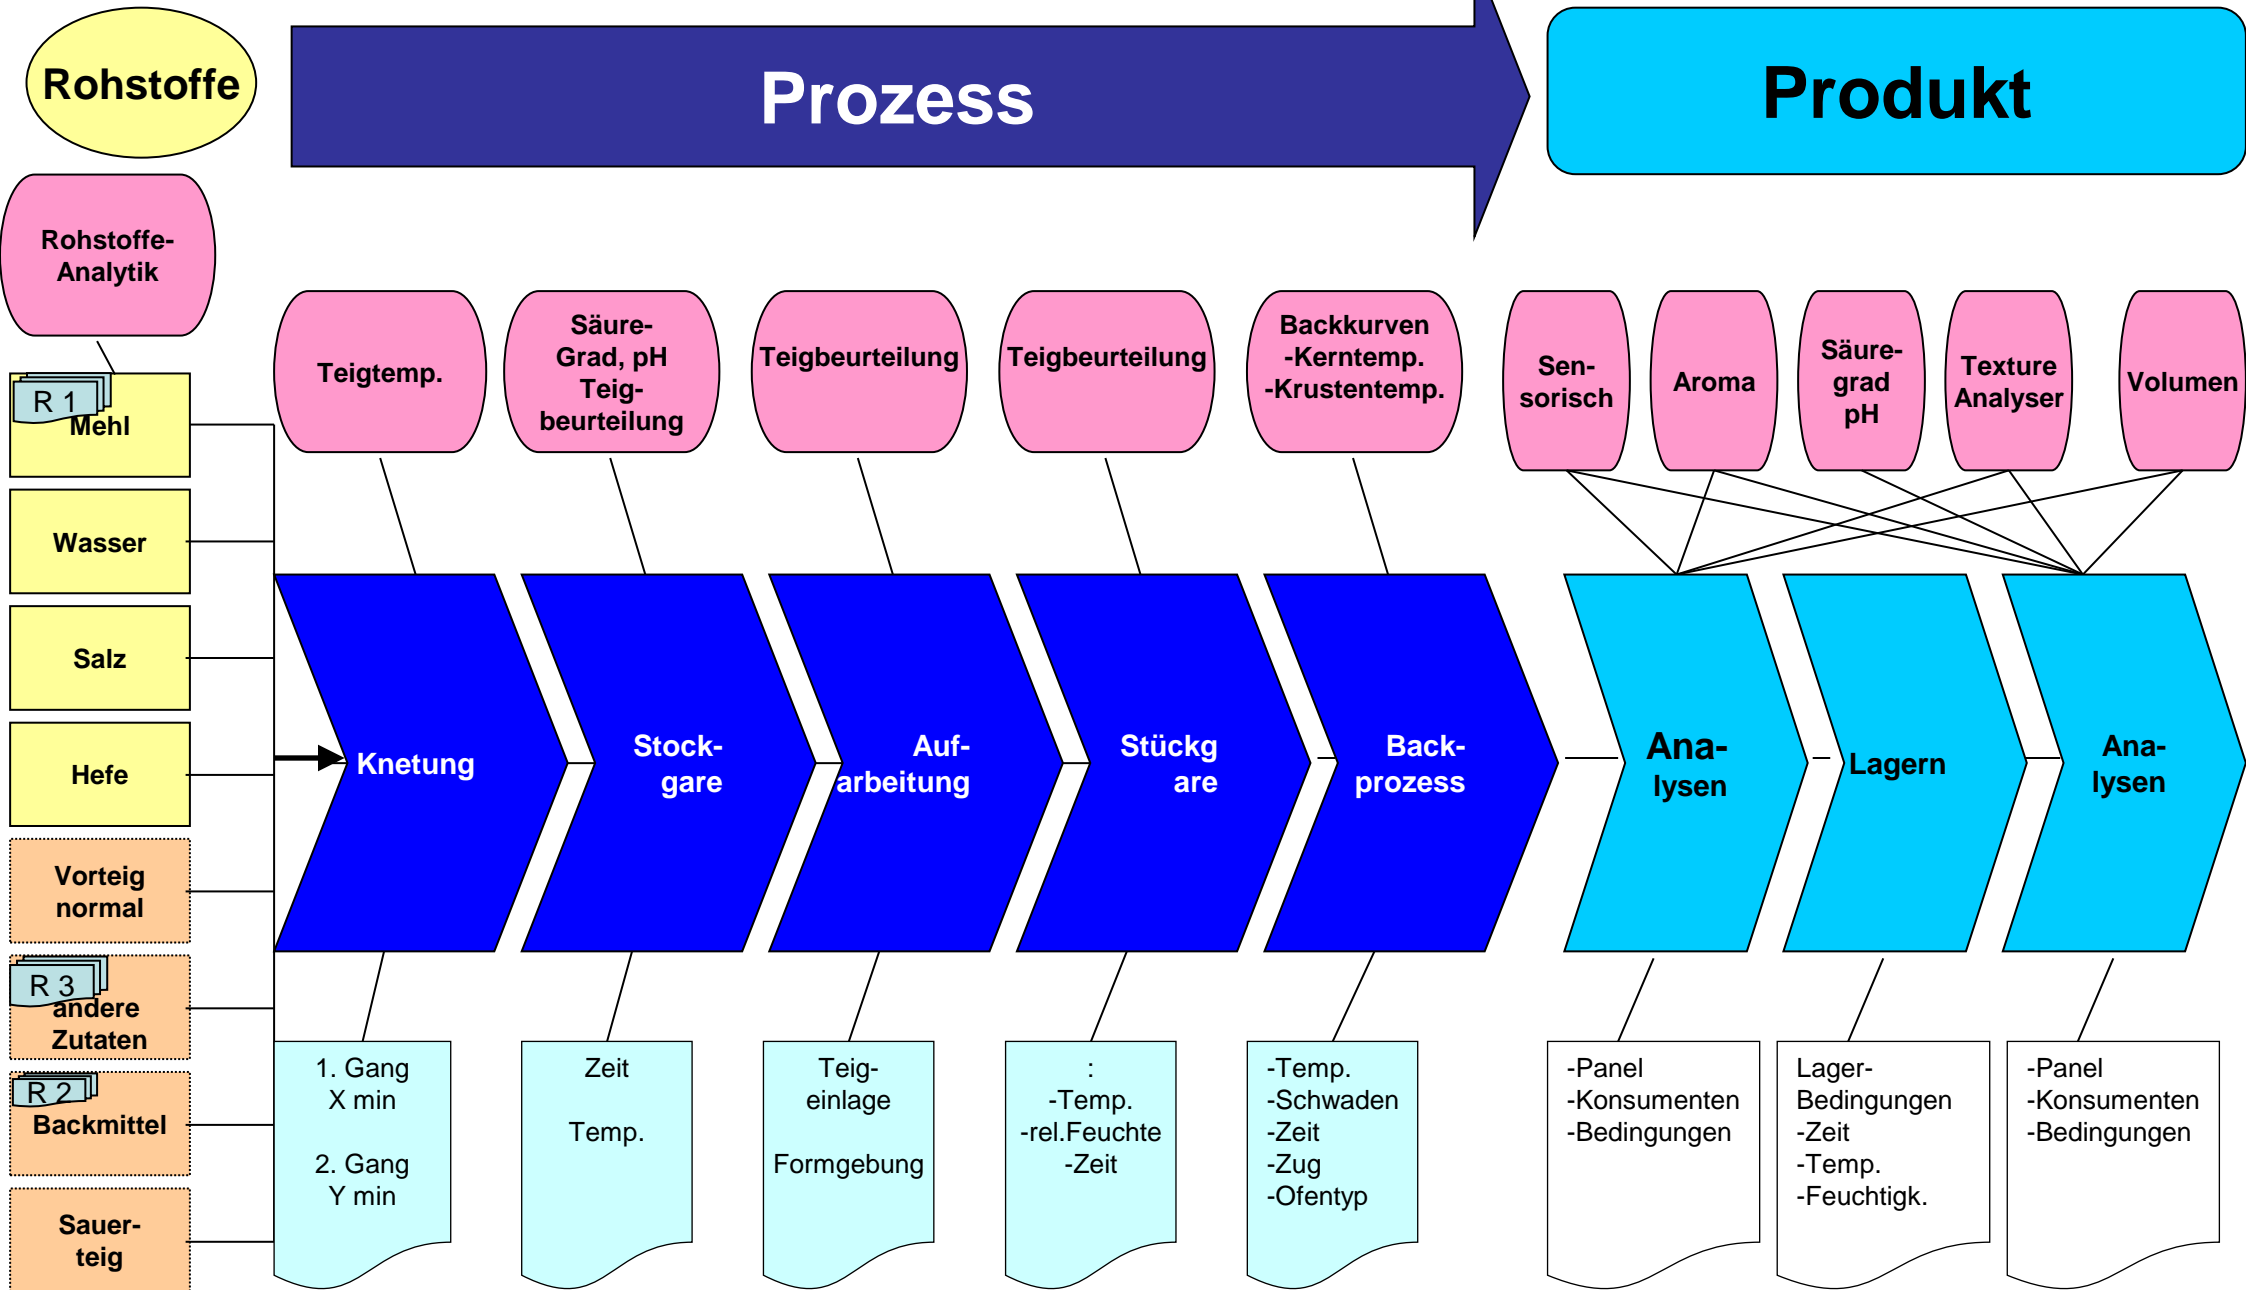 Rohstoffe
Prozess
Produkt
Rohstoffe-
Analytik
Teigtemp.
Säure-
Grad, pH
Teig-
beurteilung
Teigbeurteilung
Teigbeurteilung
Backkurven
-Kerntemp.
-Krustentemp.
Sen-
sorisch
Aroma
Säure-
grad
pH
Texture
Analyser
Volumen
R 1
Mehl
Wasser
Salz
Hefe
Vorteig
normal
R 3
andere
Zutaten
R 2
Backmittel
Sauer-
teig
Knetung
Stock-
gare
Auf-
arbeitung
Stückg
are
Back-
prozess
Ana-
lysen
Lagern
Ana-
lysen
1. Gang
X min
2. Gang
Y min
Zeit
Temp.
Teig-
einlage
Formgebung
:
-Temp.
-rel.Feuchte
-Zeit
-Temp.
-Schwaden
-Zeit
-Zug
-Ofentyp
-Panel
-Konsumenten
-Bedingungen
Lager-
Bedingungen
-Zeit
-Temp.
-Feuchtigk.
-Panel
-Konsumenten
-Bedingungen